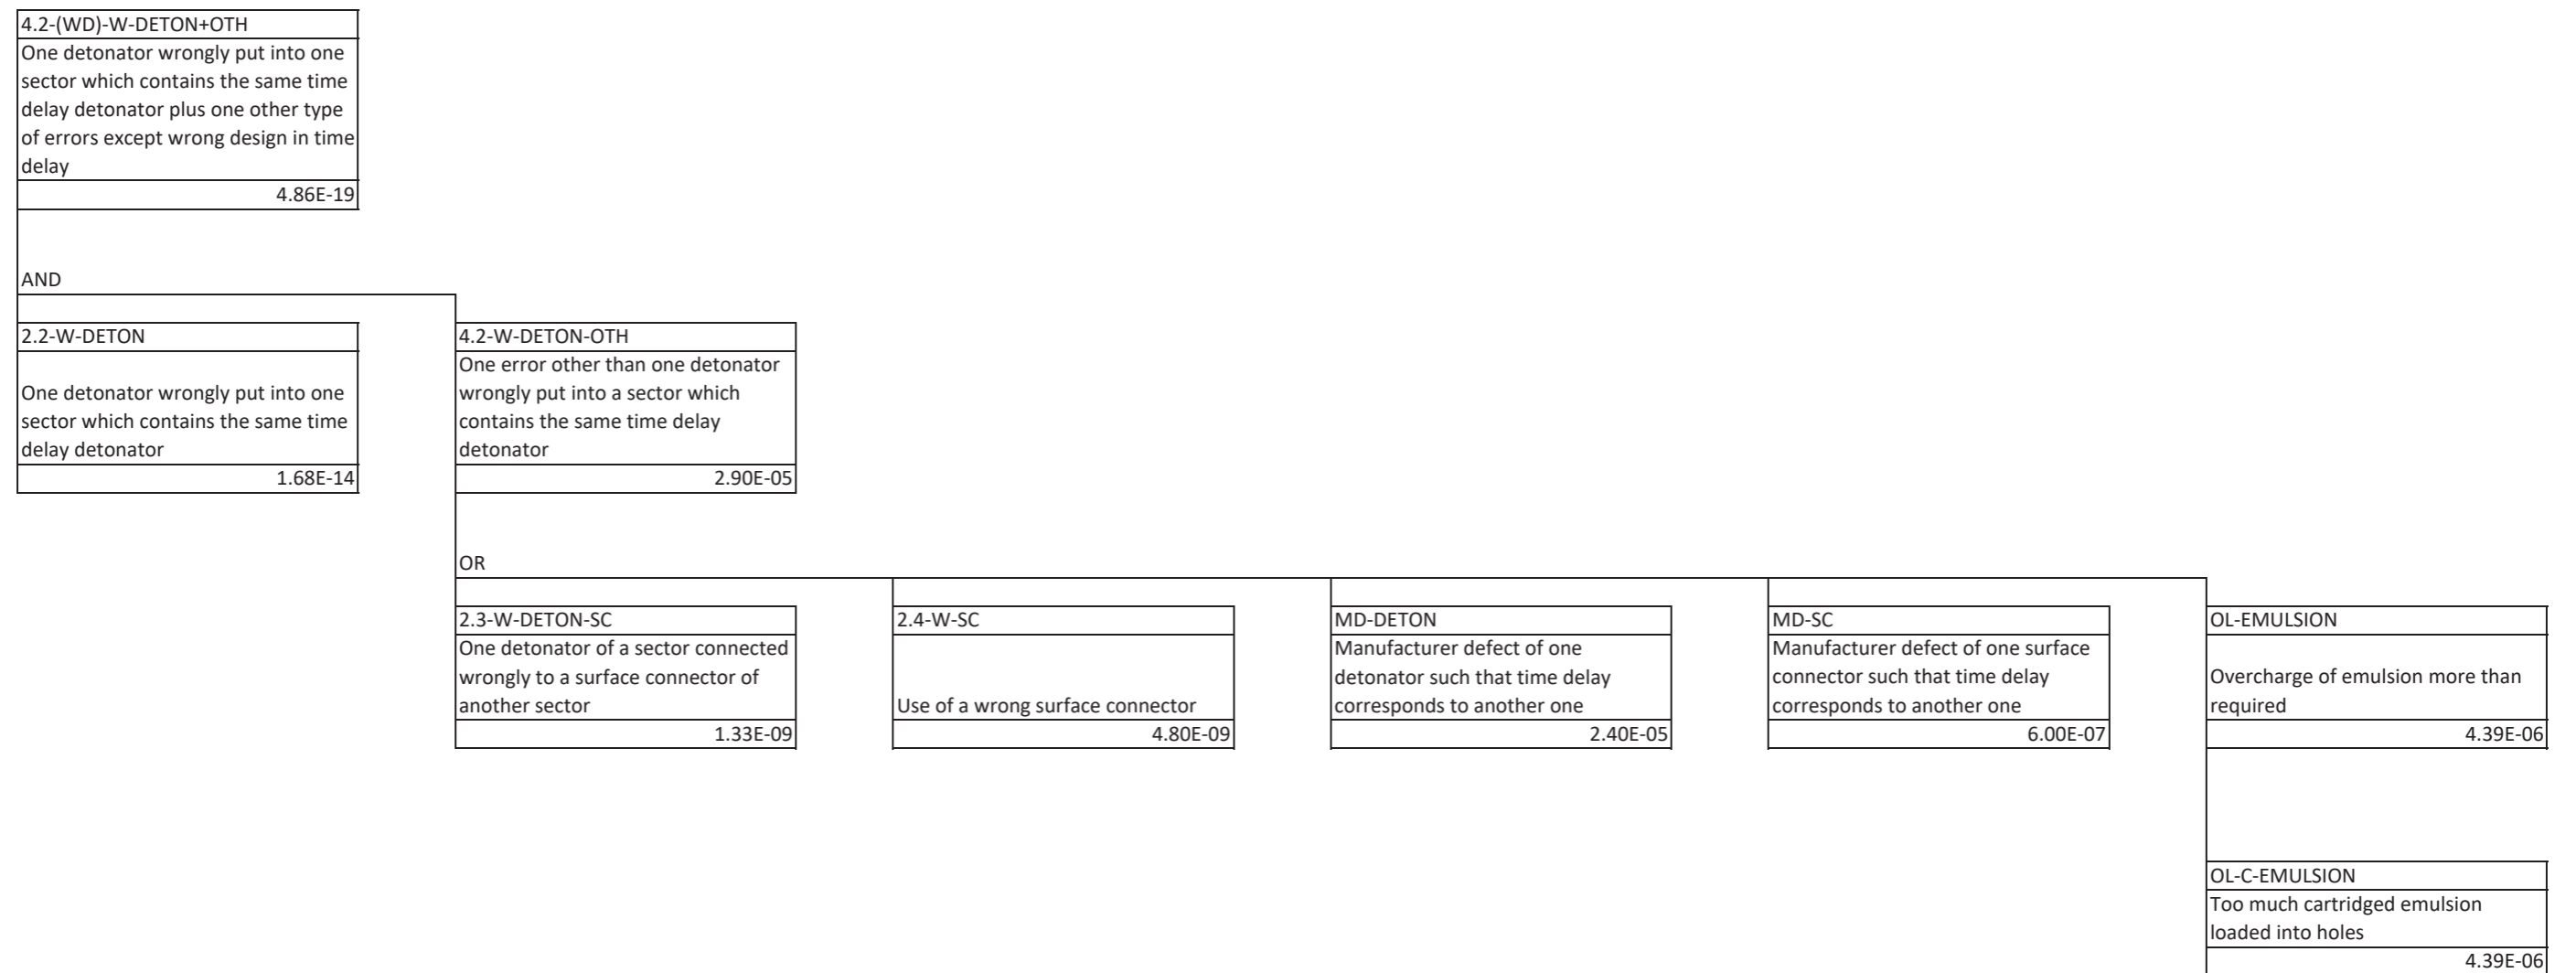 4.2-(WD)-W-DETON+OTH
One detonator wrongly put into one
sector which contains the same time
delay detonator plus one other type
of errors except wrong design in time
delay
4.86E-19
AND
2.2-W-DETON
One detonator wrongly put into one
sector which contains the same time
delay detonator
1.68E-14
4.2-W-DETON-OTH
One error other than one detonator
wrongly put into a sector which
contains the same time delay
detonator
2.90E-05
OR
2.3-W-DETON-SC
One detonator of a sector connected
wrongly to a surface connector of
another sector
1.33E-09
2.4-W-SC
Use of a wrong surface connector
4.80E-09
MD-DETON
Manufacturer defect of one
detonator such that time delay
corresponds to another one
2.40E-05
MD-SC
Manufacturer defect of one surface
connector such that time delay
corresponds to another one
6.00E-07
OL-EMULSION
Overcharge of emulsion more than
required
4.39E-06
OL-C-EMULSION
Too much cartridged emulsion
loaded into holes
4.39E-06